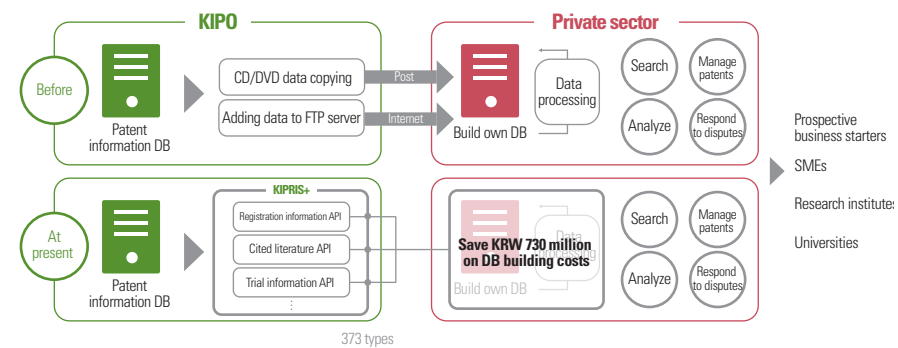 KIPO
Private sector
Before
Patent
information DB
CD/DVD data copying
Adding data to FTP server
Post
Internet
Build own DB
Data
processing
Search
Manage
patents
Analyze
Respond
to disputes
At
present
Patent
information DB
KIPRIS+
Registration information API
Cited literature API
Trial information API
⋮
373 types
Data
processing
Save KRW 730 million
on DB building costs
Build own DB
Search
Manage
patents
Analyze
Respond
to disputes
Prospective
business starters
SMEs
Research institutes
Universities